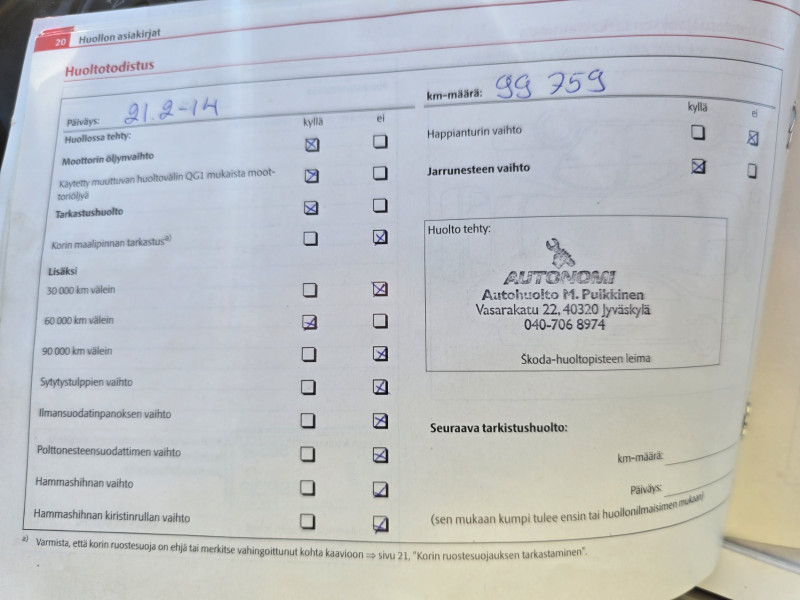 20 Huollon asiakirjat
Huoltotodistus
Päiväys: 21.2-14
km-määrä: 99 759
Huollossa tehty:
kyllä ei
Moottorin öljynvaihto
Käytetty muuttuvan huoltovälin QG1 mukaista moot-
toriöljyä
Tarkastushuolto
Korin maalipinnan tarkastus a)
Lisäksi
30 000 km välein
60 000 km välein
90 000 km välein
Sytytystulppien vaihto
Ilmansuodatinpanoksen vaihto
Polttonesteensuodattimen vaihto
Hammashihnan vaihto
Hammashihnan kiristinrullan vaihto
kyllä ei
Happianturin vaihto
Jarrunesteen vaihto
Huolto tehty:
AUTONOMI
Autohuolto M. Puikkinen
Vasarakatu 22, 40320 Jyväskylä
040-706 8974
Škoda-huoltopisteen leima
Seuraava tarkistushuolto:
km-määrä:
Päiväys:
(sen mukaan kumpi tulee ensin tai huollonilmaisimen mukaan)
a) Varmista, että korin ruostesuoja on ehjä tai merkitse vahingoittunut kohta kaavioon ⇒ sivu 21, "Korin ruostesuojauksen tarkastaminen".